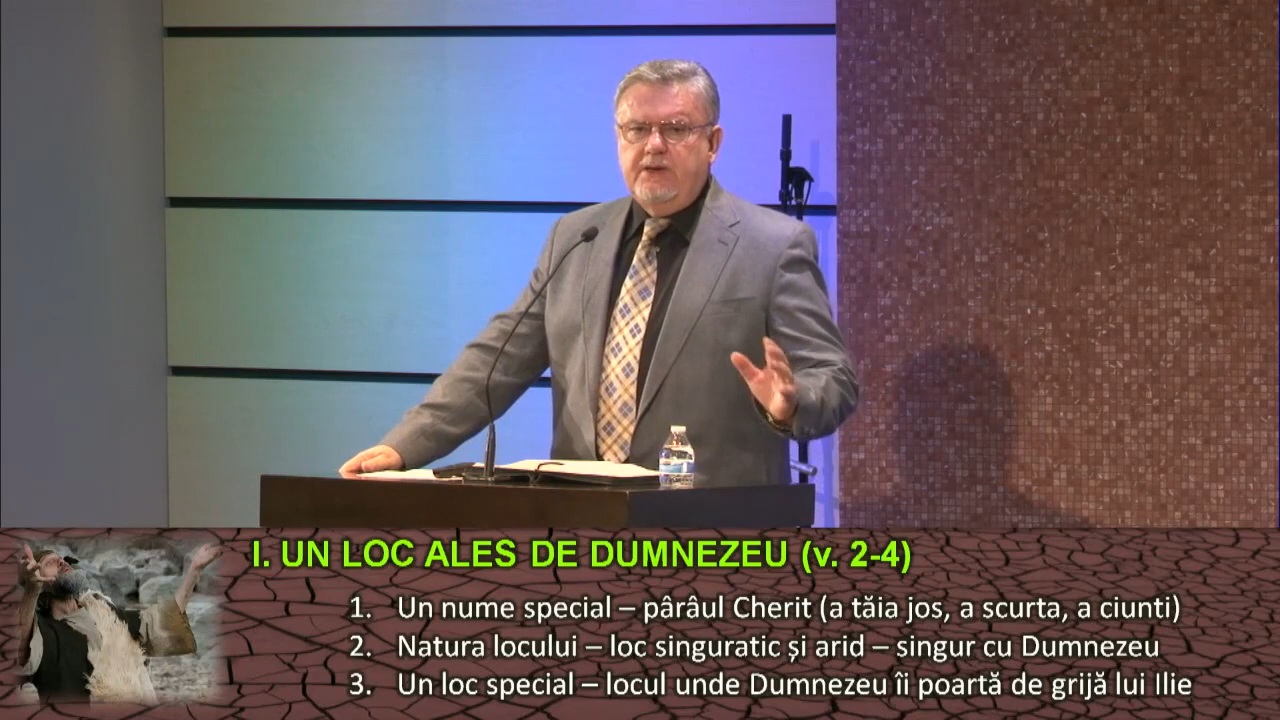 I. UN LOC ALES DE DUMNEZEU (v. 2-4)
1. Un nume special – pârâul Cherit (a tăia jos, a scurta, a ciunti)
2. Natura locului – loc singuratic și arid – singur cu Dumnezeu
3. Un loc special – locul unde Dumnezeu îi poartă de grijă lui Ilie